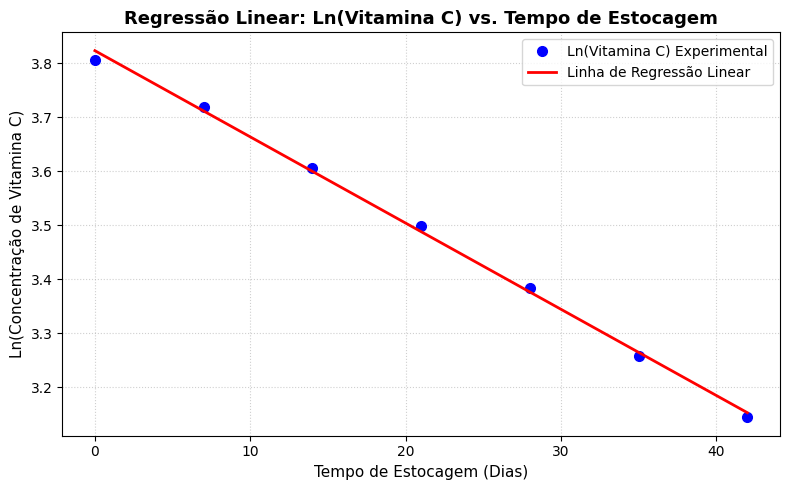 Regressão Linear: Ln(Vitamina C) vs. Tempo de Estocagem
Ln(Vitamina C) Experimental
Linha de Regressão Linear
Ln(Concentração de Vitamina C)
3.8
3.7
3.6
3.5
3.4
3.3
3.2
0
10
20
30
40
Tempo de Estocagem (Dias)